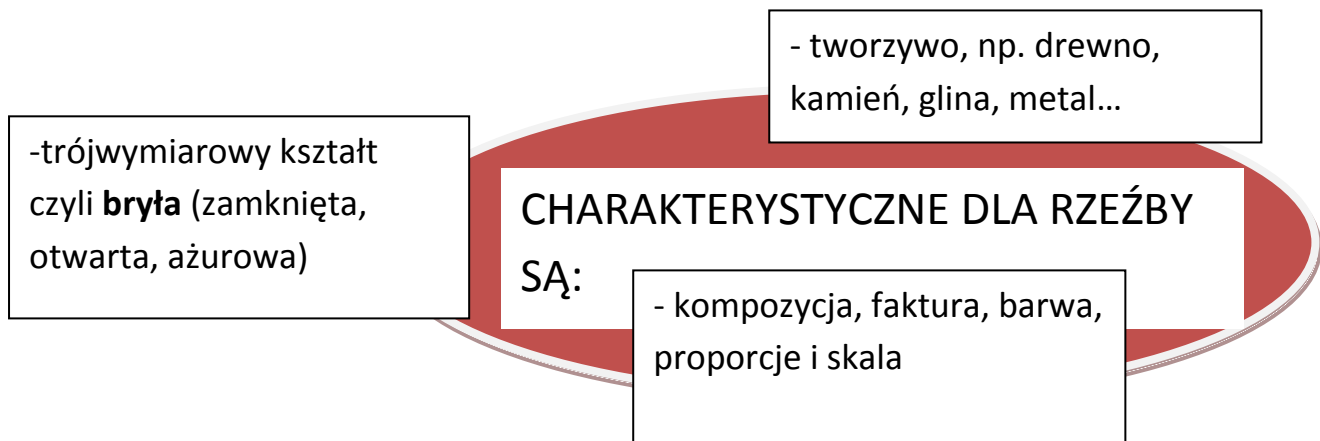 - tworzywo, np. drewno,
kamień, glina, metal…
-trójwymiarowy kształt
czyli bryła (zamknięta,
otwarta, ażurowa)
CHARAKTERYSTYCZNE DLA RZEŹBY
SĄ:
- kompozycja, faktura, barwa,
proporcje i skala